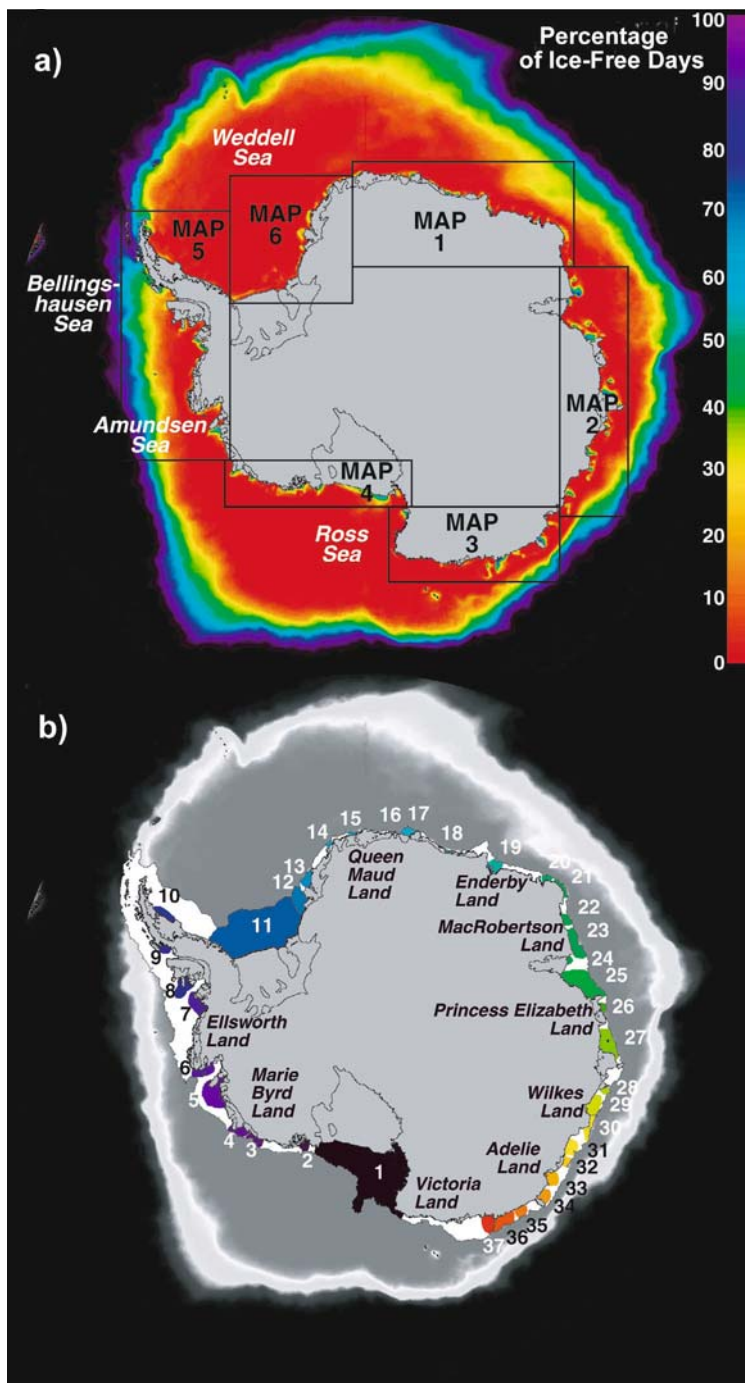 a)
Percentage
of Ice-Free Days
100
90
80
70
60
50
40
30
20
10
0
Weddell
Sea
MAP
5
MAP
6
MAP
1
Bellings-
hausen
Sea
MAP
2
Amundsen
Sea
MAP
4
MAP
3
Ross
Sea
b)
14
15
16
17
18
19
20
21
22
23
24
25
26
27
28
29
30
31
32
33
34
35
36
37
13
12
11
10
9
8
7
6
5
4
3
2
1
Queen
Maud
Land
Enderby
Land
MacRobertson
Land
Princess Elizabeth
Land
Ellsworth
Land
Marie
Byrd
Land
Wilkes
Land
Adelie
Land
Victoria
Land